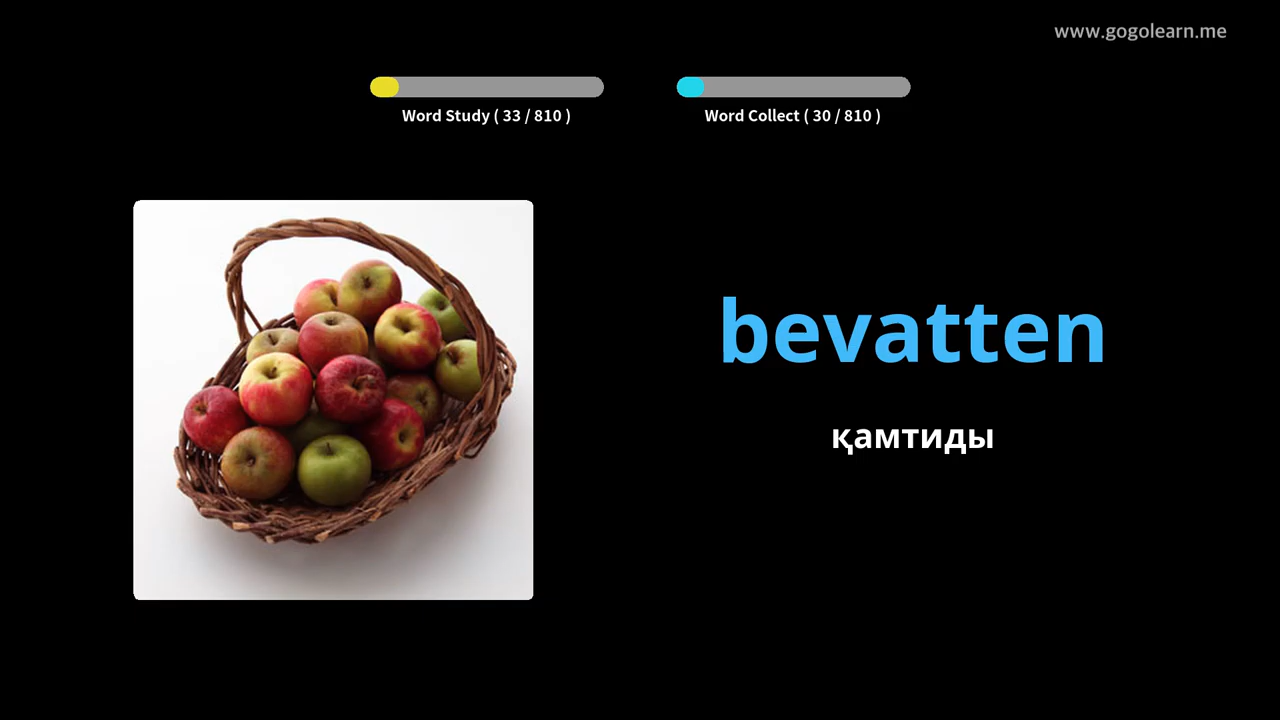 www.gogolearn.me
Word Study ( 33 / 810 )
Word Collect ( 30 / 810 )
bevatten
қамтиды